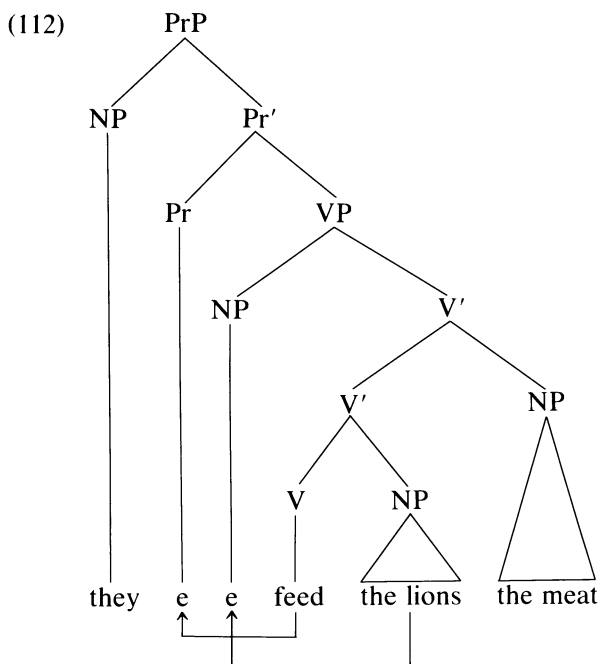 (112) PrP
NP Pr′
Pr VP
NP V′
V′ NP
V NP
they e e feed the lions the meat